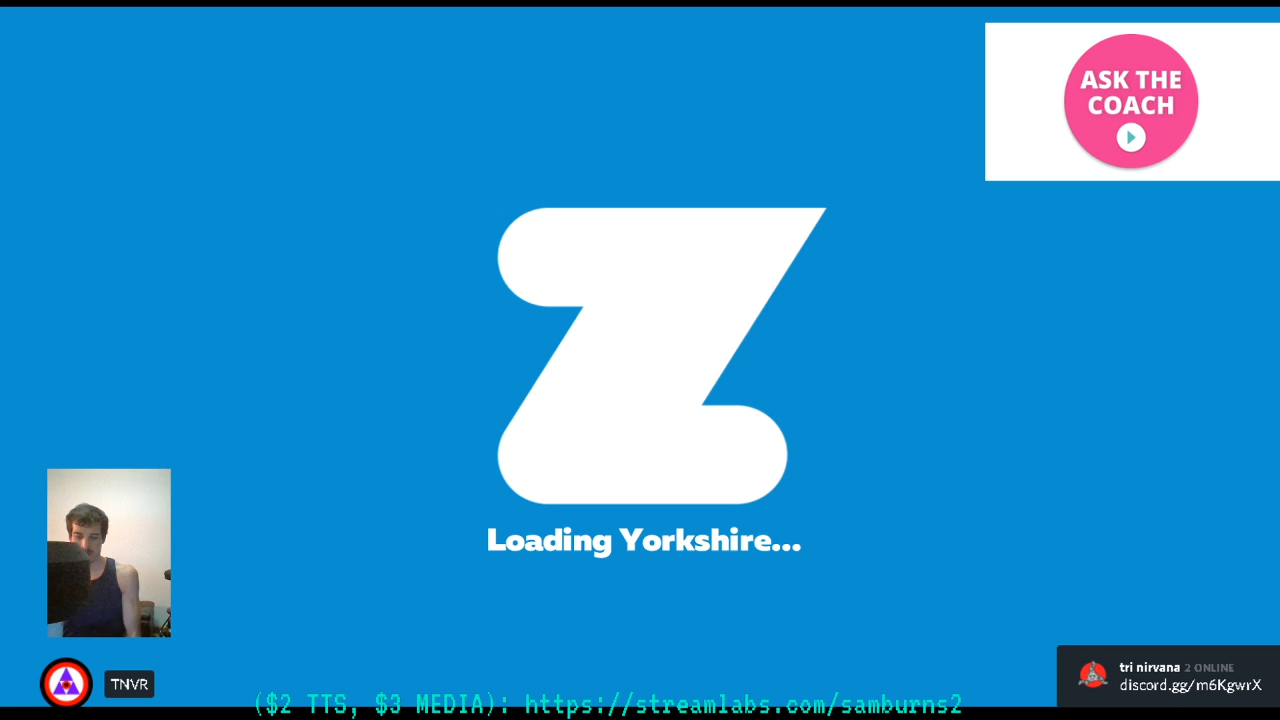 ASK THE
COACH
Loading Yorkshire...
TNVR
tri nirvana 2 ONLINE
discord.gg/m6KgwrX
($2 TTS, $3 MEDIA): https://streamlabs.com/samburns2